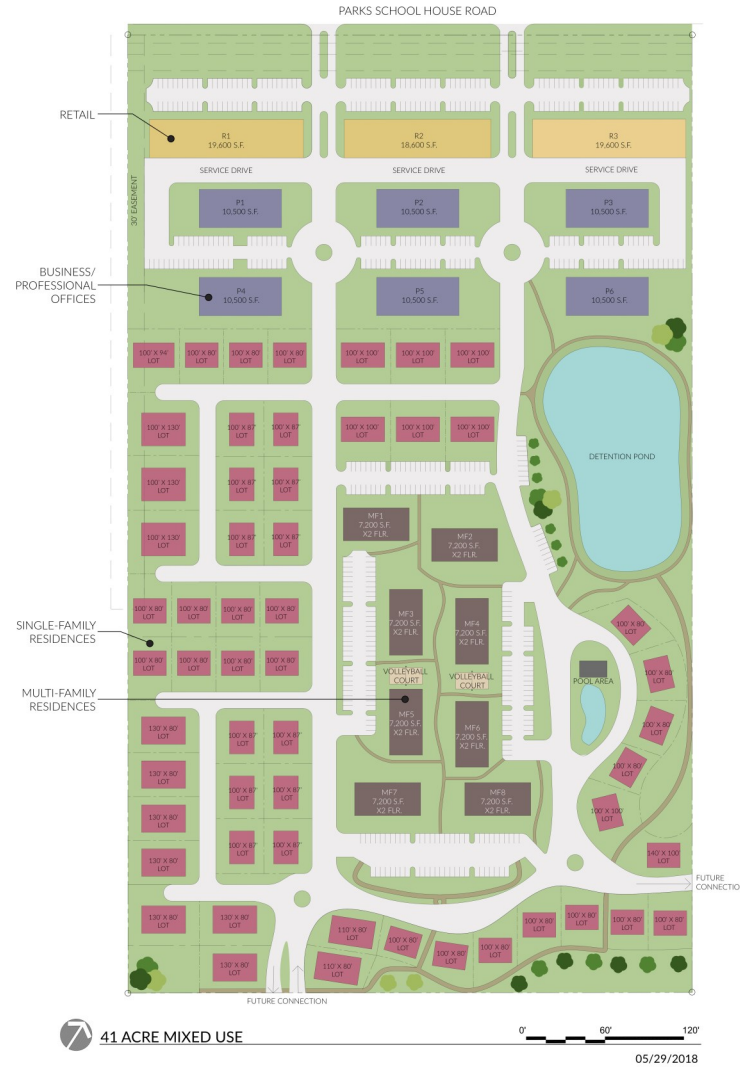 PARKS SCHOOL HOUSE ROAD
RETAIL
R1
19,600 S.F.
R2
18,600 S.F.
R3
19,600 S.F.
SERVICE DRIVE
SERVICE DRIVE
SERVICE DRIVE
30' EASEMENT
P1
10,500 S.F.
P2
10,500 S.F.
P3
10,500 S.F.
BUSINESS/
PROFESSIONAL
OFFICES
P4
10,500 S.F.
P5
10,500 S.F.
P6
10,500 S.F.
100' X 94'
LOT
100' X 80'
LOT
100' X 80'
LOT
100' X 80'
LOT
100' X 100'
LOT
100' X 100'
LOT
100' X 100'
LOT
100' X 130'
LOT
100' X 87'
LOT
100' X 87'
LOT
100' X 100'
LOT
100' X 100'
LOT
100' X 100'
LOT
DETENTION POND
100' X 130'
LOT
100' X 87'
LOT
100' X 87'
LOT
100' X 130'
LOT
100' X 87'
LOT
100' X 87'
LOT
MF1
7,200 S.F.
X2 FLR.
MF2
7,200 S.F.
X2 FLR.
100' X 80'
LOT
100' X 80'
LOT
100' X 80'
LOT
100' X 80'
LOT
MF3
7,200 S.F.
X2 FLR.
MF4
7,200 S.F.
X2 FLR.
100' X 80'
LOT
SINGLE-FAMILY
RESIDENCES
100' X 80'
LOT
100' X 80'
LOT
100' X 80'
LOT
100' X 80'
LOT
VOLLEYBALL
COURT
VOLLEYBALL
COURT
POOL AREA
100' X 80'
LOT
MULTI-FAMILY
RESIDENCES
130' X 80'
LOT
100' X 87'
LOT
100' X 87'
LOT
MF5
7,200 S.F.
X2 FLR.
MF6
7,200 S.F.
X2 FLR.
100' X 80'
LOT
130' X 80'
LOT
100' X 87'
LOT
100' X 87'
LOT
100' X 80'
LOT
130' X 80'
LOT
MF7
7,200 S.F.
X2 FLR.
MF8
7,200 S.F.
X2 FLR.
100' X 100'
LOT
130' X 80'
LOT
100' X 87'
LOT
100' X 87'
LOT
140' X 100'
LOT
FUTURE
CONNECTIO
130' X 80'
LOT
130' X 80'
LOT
110' X 80'
LOT
100' X 80'
LOT
100' X 80'
LOT
100' X 80'
LOT
100' X 80'
LOT
100' X 80'
LOT
100' X 80'
LOT
100' X 80'
LOT
130' X 80'
LOT
110' X 80'
LOT
FUTURE CONNECTION
41 ACRE MIXED USE
0' 60' 120'
05/29/2018